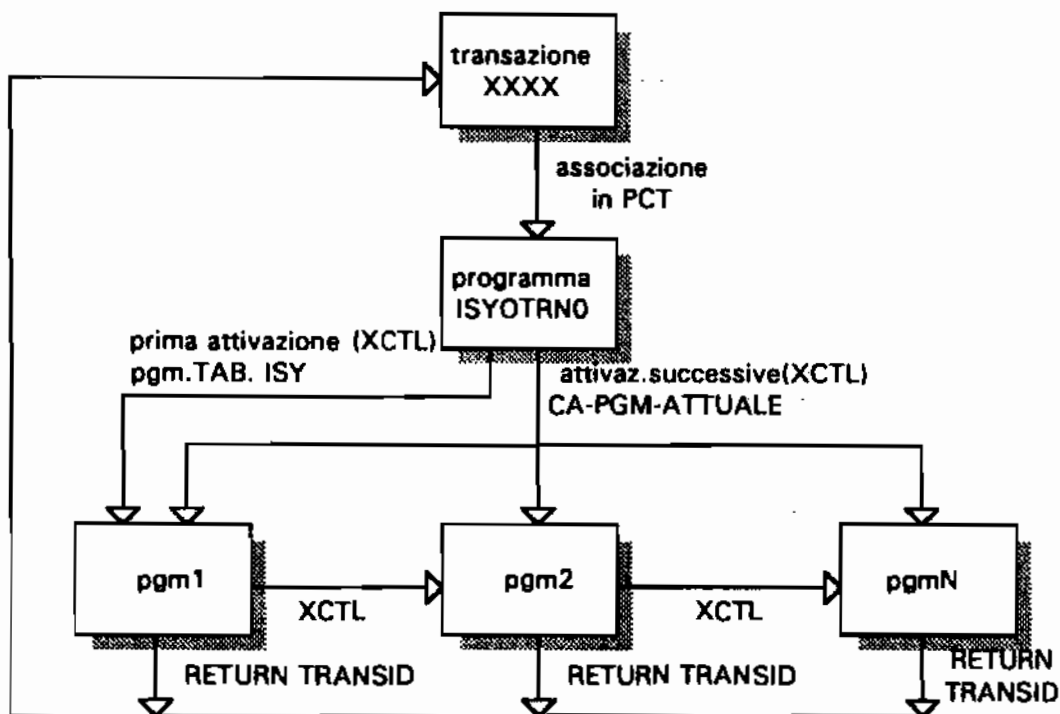 transazione
XXXX
associazione
in PCT
programma
ISYOTRN0
prima attivazione (XCTL)
pgm.TAB. ISY
attivaz.successive(XCTL)
CA-PGM-ATTUALE
pgm1
XCTL
pgm2
XCTL
pgmN
RETURN TRANSID
RETURN TRANSID
RETURN
TRANSID